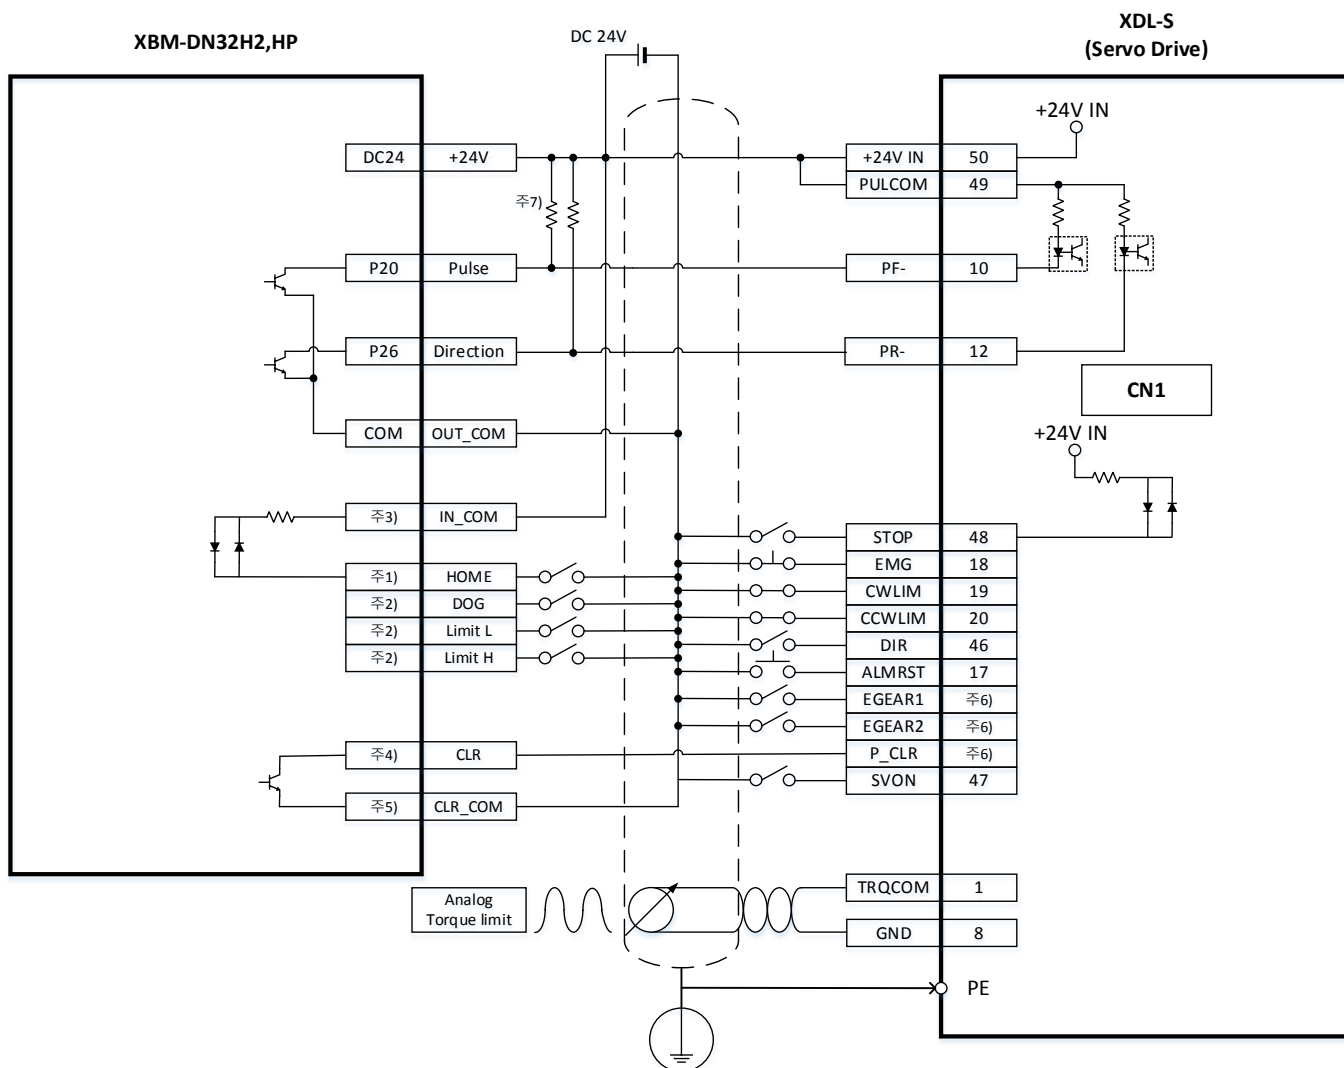 XBM-DN32H2,HP
DC 24V
XDL-S
(Servo Drive)
+24V IN
DC24 +24V
+24V IN 50
PULCOM 49
주7)
P20 Pulse
PF- 10
P26 Direction
PR- 12
CN1
COM OUT_COM
+24V IN
주3) IN_COM
STOP 48
EMG 18
주1) HOME
CWLIM 19
주2) DOG
CCWLIM 20
주2) Limit L
DIR 46
주2) Limit H
ALMRST 17
EGEAR1 주6)
EGEAR2 주6)
주4) CLR
P_CLR 주6)
SVON 47
주5) CLR_COM
Analog
Torque limit
TRQCOM 1
GND 8
PE